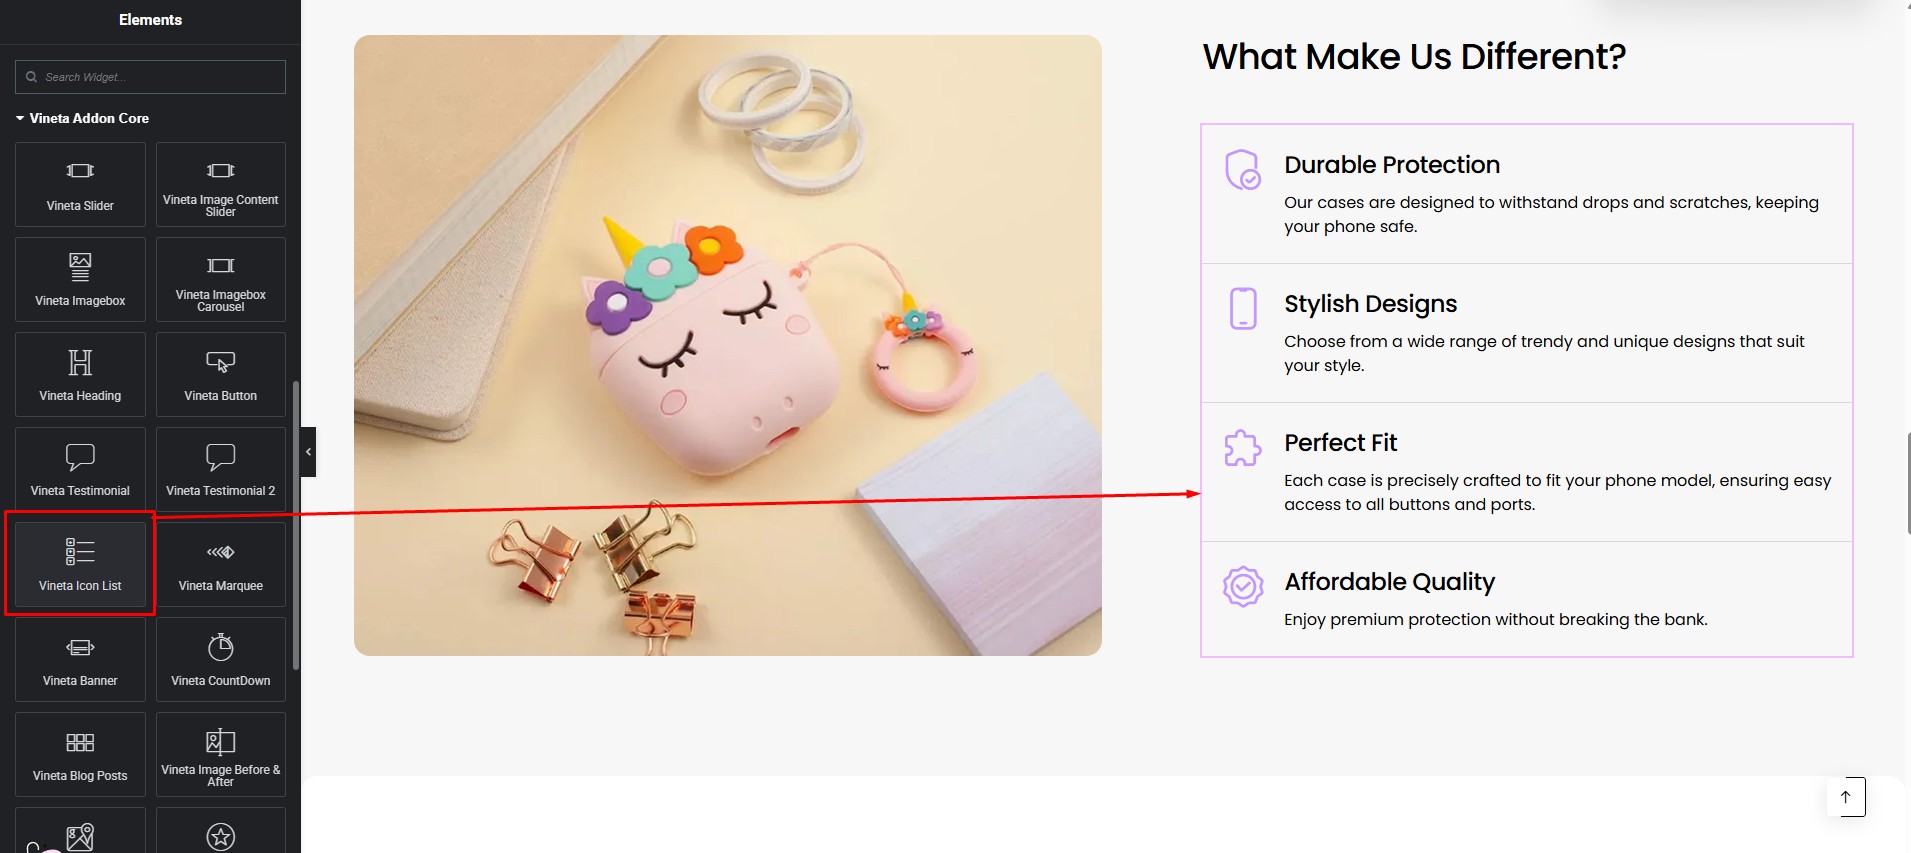 Elements
Search Widget...
Vineta Addon Core
Vineta Slider
Vineta Image Content
Slider
Vineta Imagebox
Vineta Imagebox
Carousel
Vineta Heading
Vineta Button
Vineta Testimonial
Vineta Testimonial 2
Vineta Icon List
Vineta Marquee
Vineta Banner
Vineta CountDown
Vineta Blog Posts
Vineta Image Before &
After
What Make Us Different?
Durable Protection
Our cases are designed to withstand drops and scratches, keeping
your phone safe.
Stylish Designs
Choose from a wide range of trendy and unique designs that suit
your style.
Perfect Fit
Each case is precisely crafted to fit your phone model, ensuring easy
access to all buttons and ports.
Affordable Quality
Enjoy premium protection without breaking the bank.